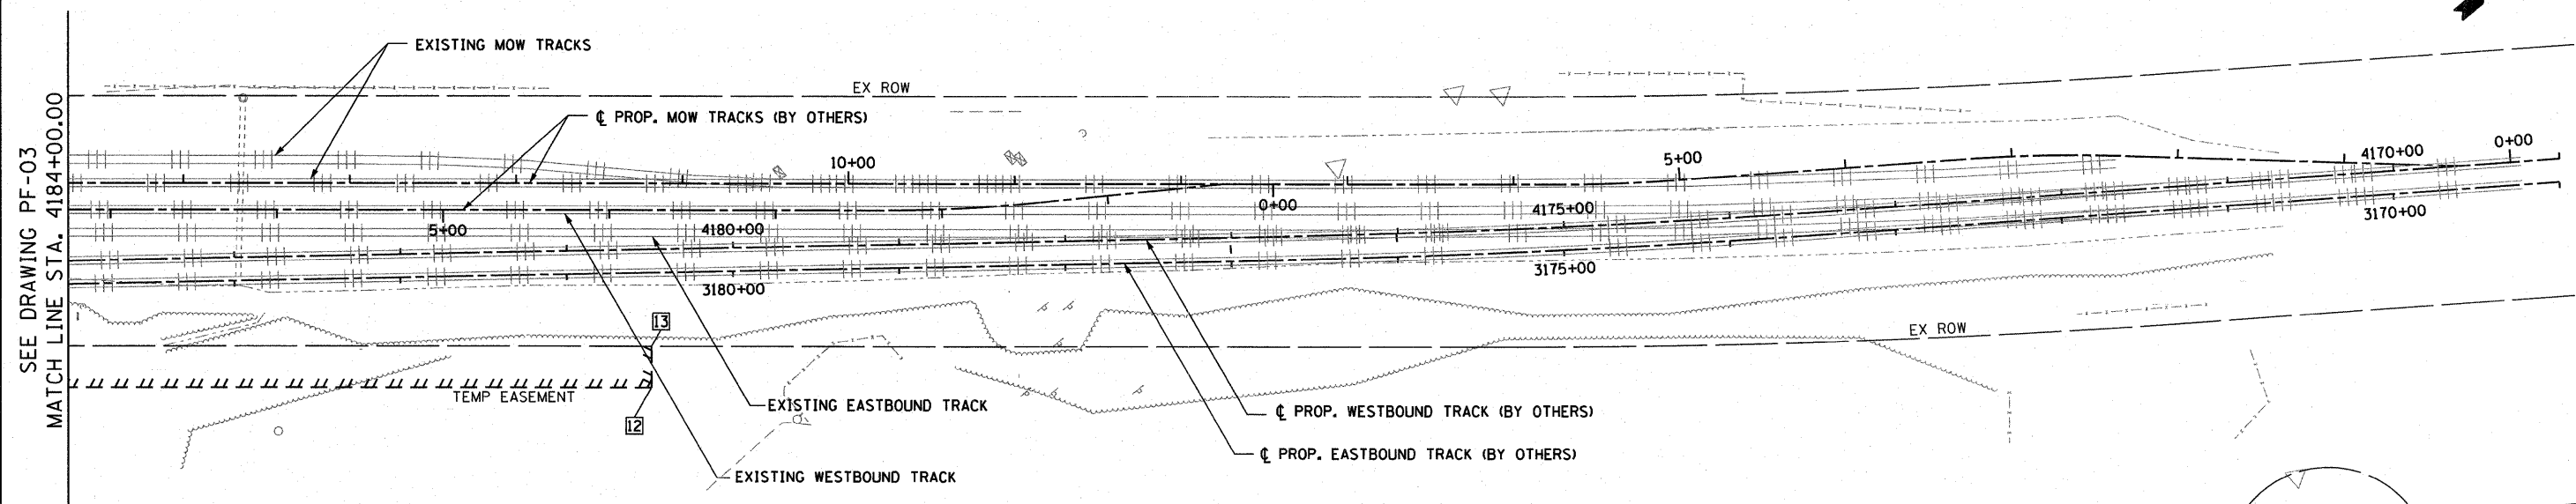 SEE DRAWING PF-03
MATCH LINE STA. 4184+00.00
EXISTING MOW TRACKS
EX ROW
℄ PROP. MOW TRACKS (BY OTHERS)
10+00
5+00
4170+00
0+00
0+00
4175+00
3170+00
5+00
4180+00
3175+00
3180+00
13
EX ROW
TEMP EASEMENT
12
EXISTING EASTBOUND TRACK
℄ PROP. WESTBOUND TRACK (BY OTHERS)
℄ PROP. EASTBOUND TRACK (BY OTHERS)
EXISTING WESTBOUND TRACK